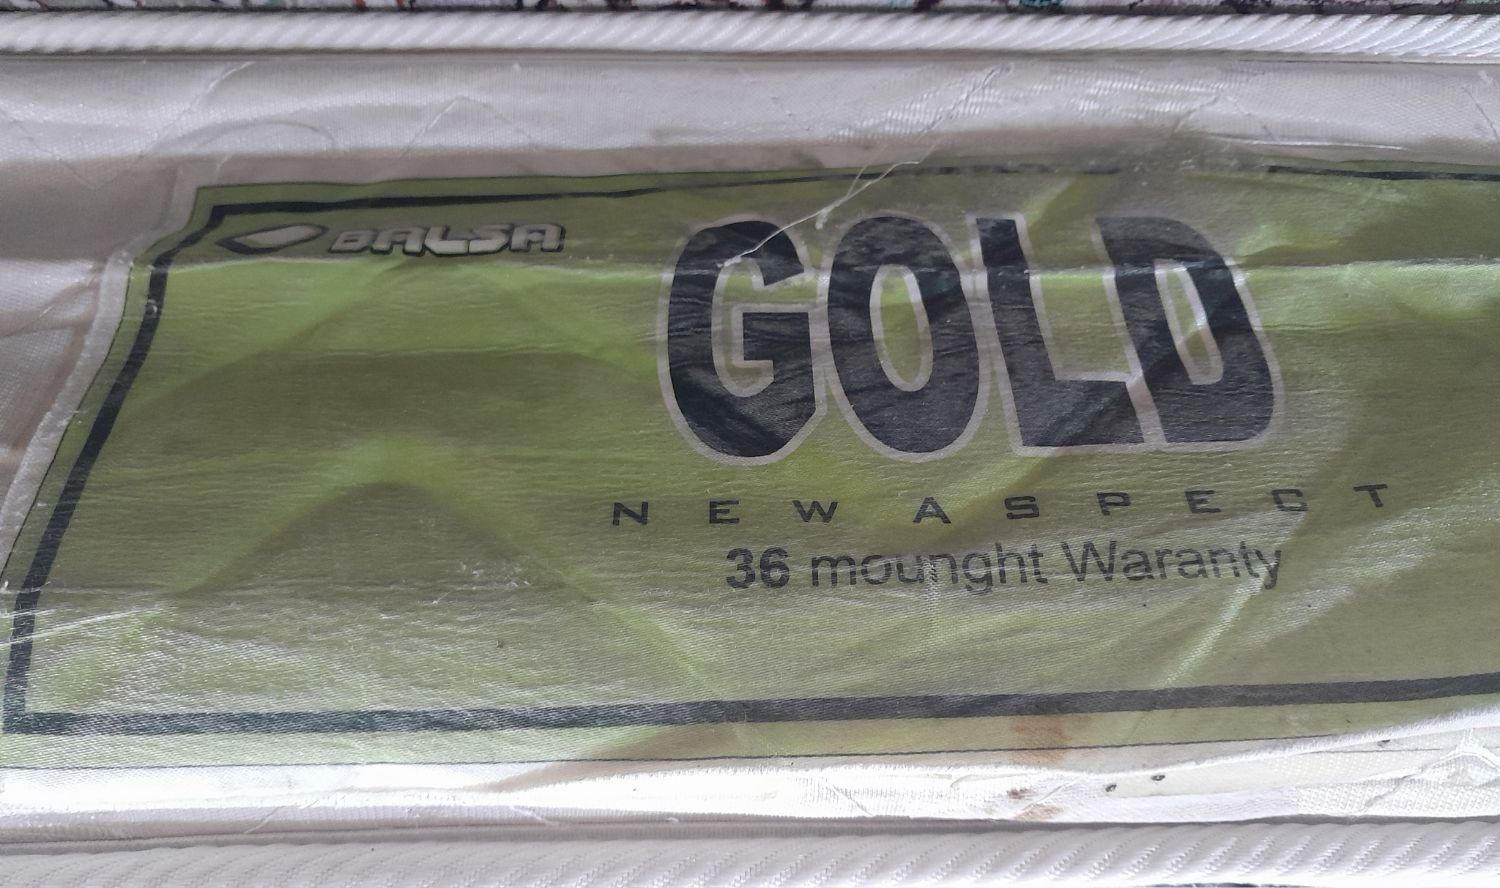 BALSA
GOLD
NEW ASPECT
36 mounght Waranty